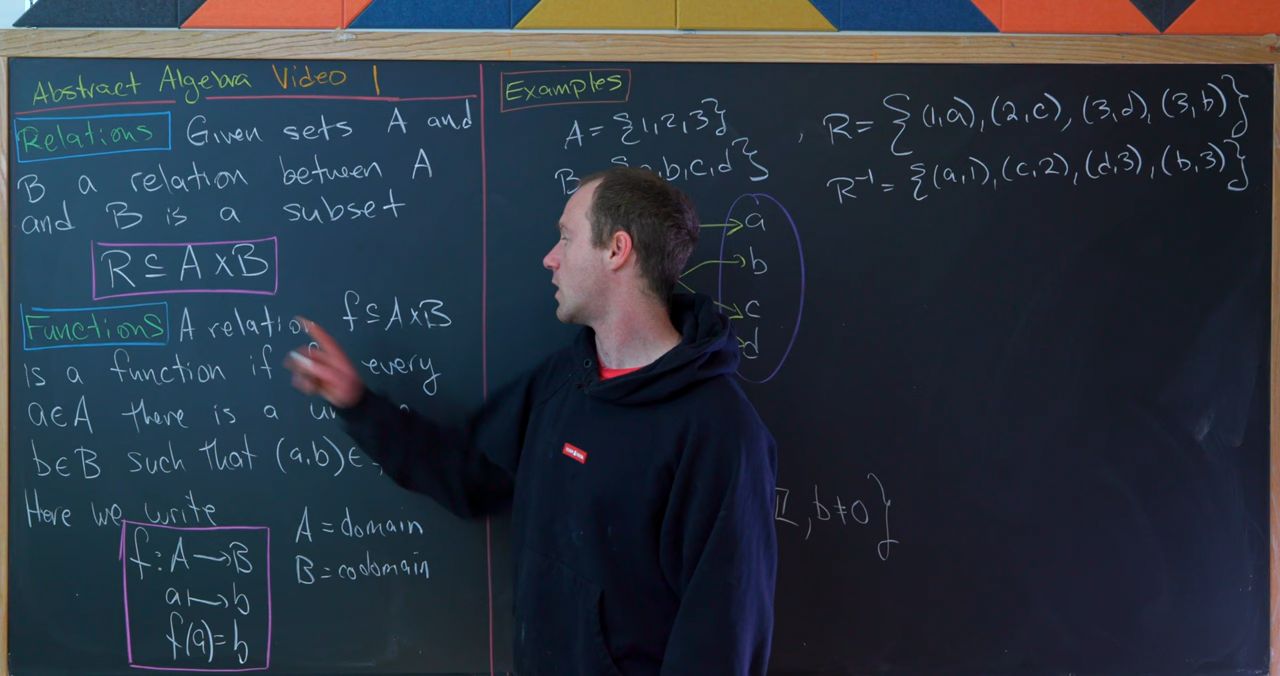 Abstract Algebra Video 1
Relations Given sets A and
B a relation between A
and B is a subset
R ⊆ A × B
Functions A relation f ⊆ A×B
is a function if every
a∈A there is a
b∈B such that (a,b)∈
Here we write
f: A → B
a ↦ b
f(a) = b
A = domain
B = codomain
Examples
A = {1,2,3}
B b,c,d}
, R = {(1,a),(2,c),(3,d),(3,b)}
R⁻¹ = {(a,1),(c,2),(d,3),(b,3)}
a
b
c
d
, b≠0}